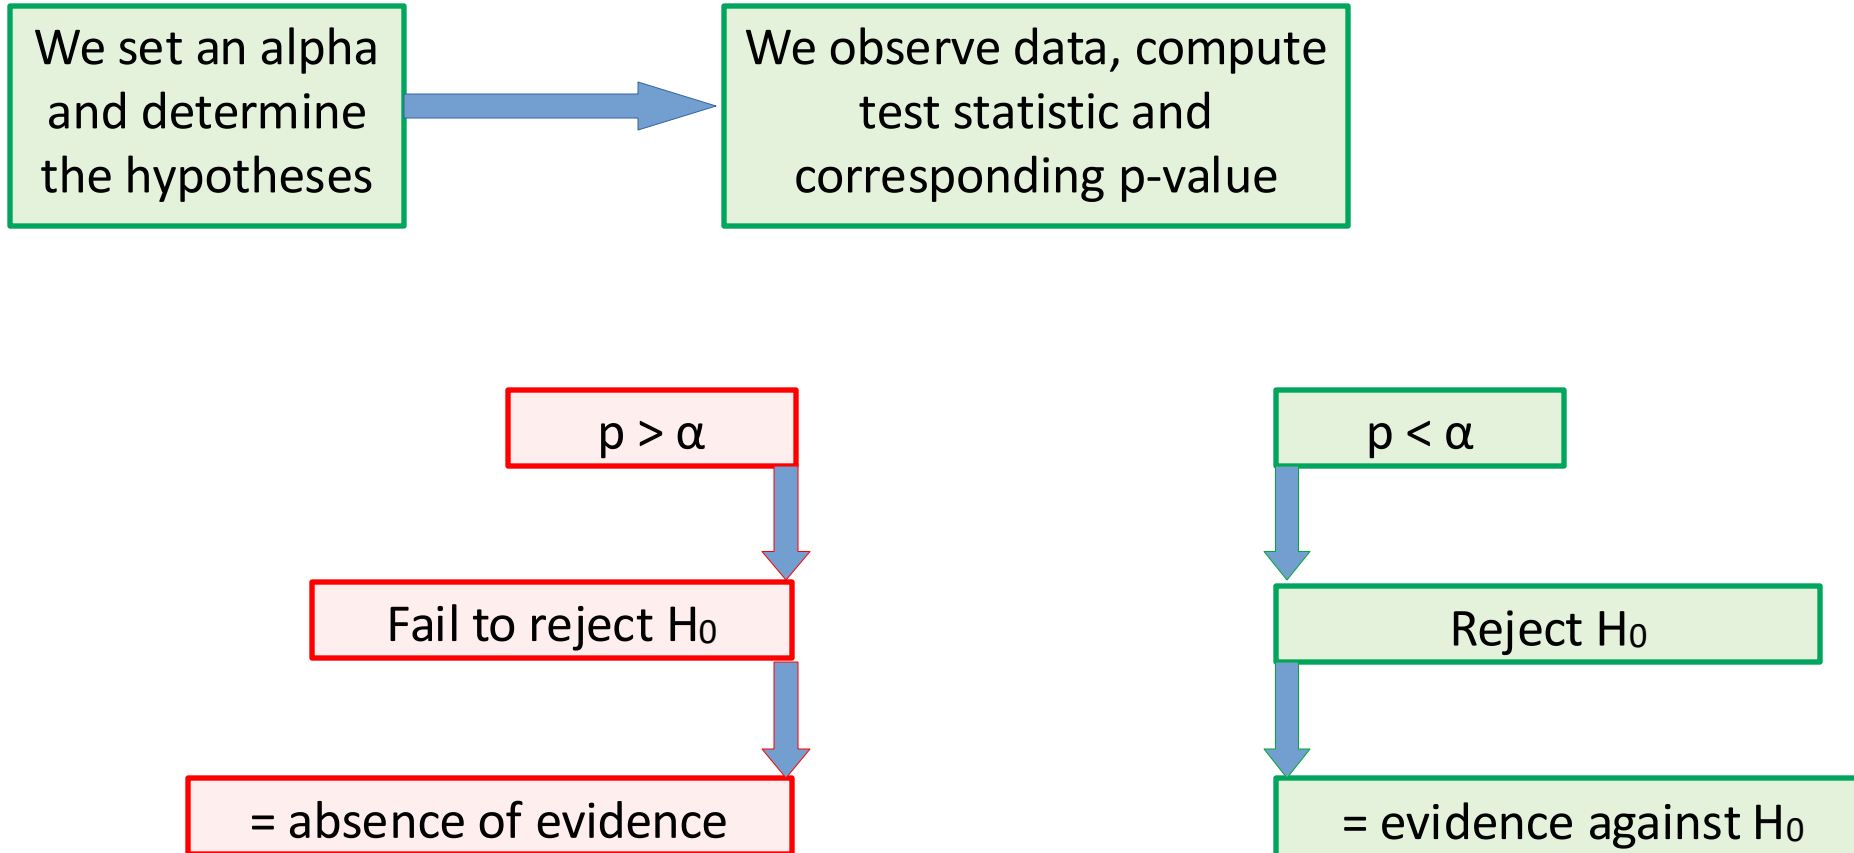 We set an alpha
and determine
the hypotheses
We observe data, compute
test statistic and
corresponding p-value
p > α
p < α
Fail to reject H₀
Reject H₀
= absence of evidence
= evidence against H₀